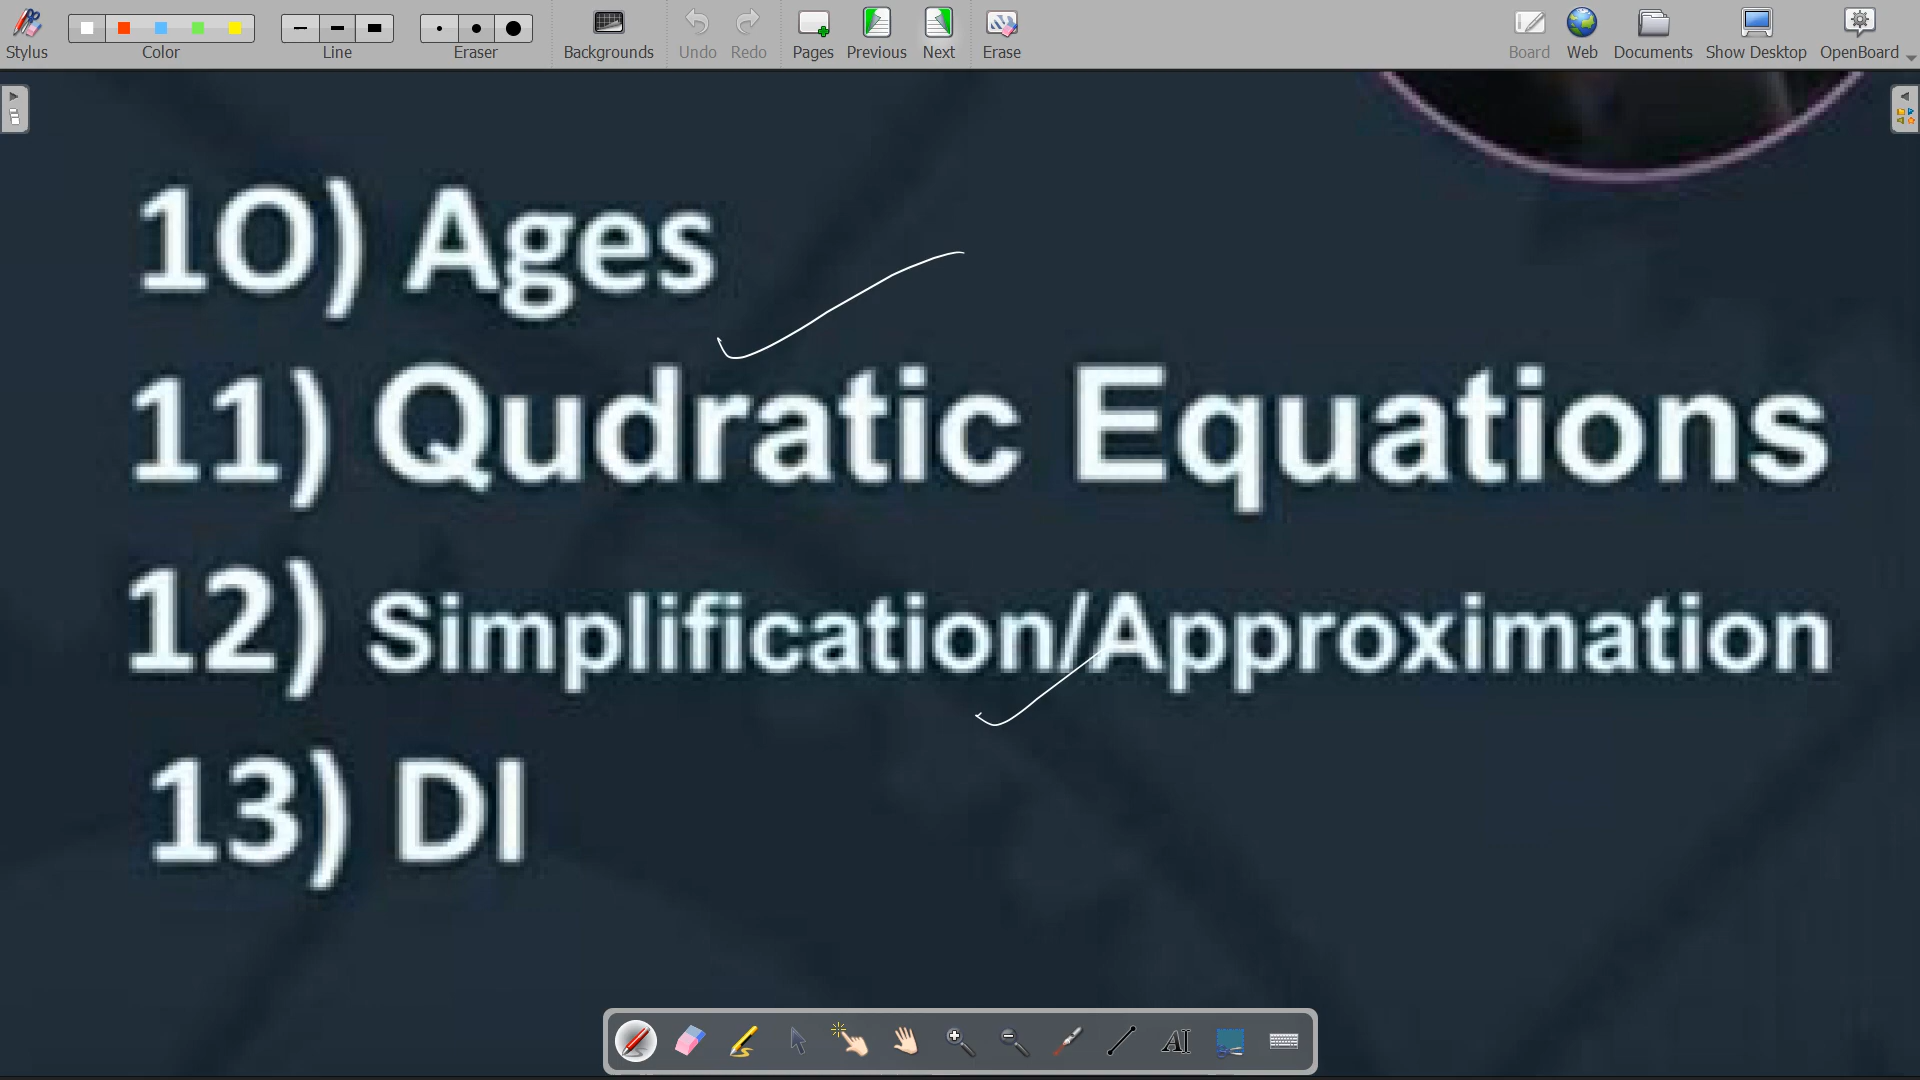 Stylus Color Line Eraser Backgrounds Undo Redo Pages Previous Next Erase Board Web Documents Show Desktop OpenBoard
10) Ages
11) Qudratic Equations
12) Simplification/Approximation
13) DI